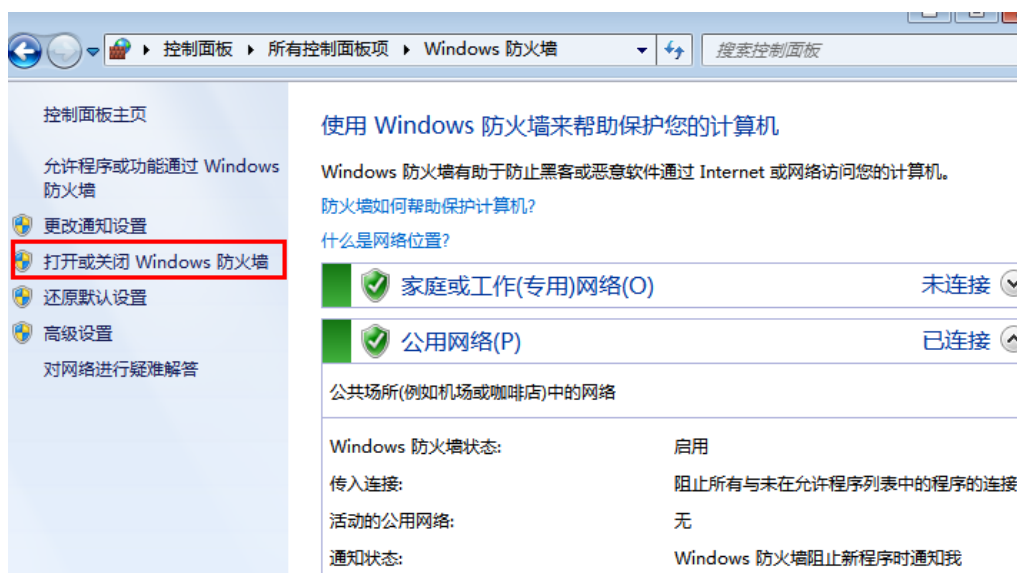 控制面板 所有控制面板项 Windows 防火墙 搜索控制面板
控制面板主页
允许程序或功能通过 Windows
防火墙
更改通知设置
打开或关闭 Windows 防火墙
还原默认设置
高级设置
对网络进行疑难解答
使用 Windows 防火墙来帮助保护您的计算机
Windows 防火墙有助于防止黑客或恶意软件通过 Internet 或网络访问您的计算机。
防火墙如何帮助保护计算机?
什么是网络位置?
家庭或工作(专用)网络(O) 未连接
公用网络(P) 已连接
公共场所(例如机场或咖啡店)中的网络
Windows 防火墙状态: 启用
传入连接: 阻止所有与未在允许程序列表中的程序的连接
活动的公用网络: 无
通知状态: Windows 防火墙阻止新程序时通知我